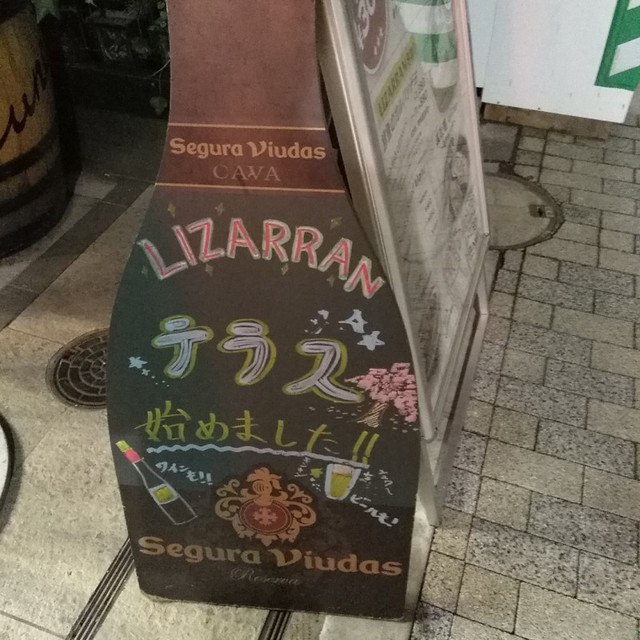 Segura Viudas
CAVA
LIZARRAN
テラス
始めました!!
ワインも!!
ビールも!
Segura Viudas
Reserva